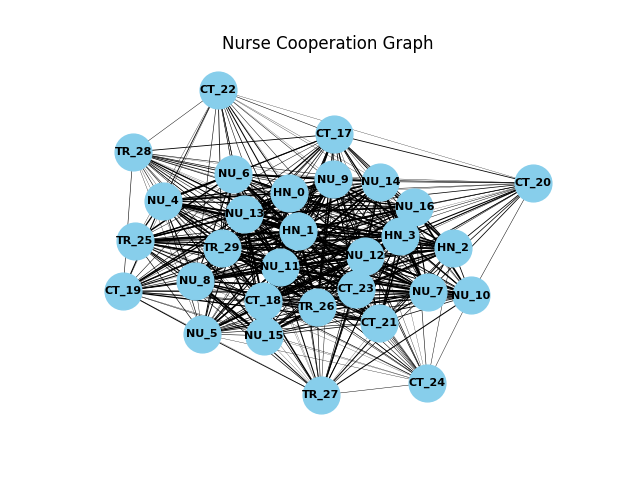 Nurse Cooperation Graph
CT_22
CT_17
TR_28
NU_6
NU_9
NU_14
CT_20
HN_0
NU_4
NU_16
NU_13
HN_1
HN_3
TR_25
TR_29
HN_2
NU_12
NU_11
NU_8
CT_19
CT_23
NU_7
NU_10
CT_18
TR_26
CT_21
NU_5
NU_15
CT_24
TR_27